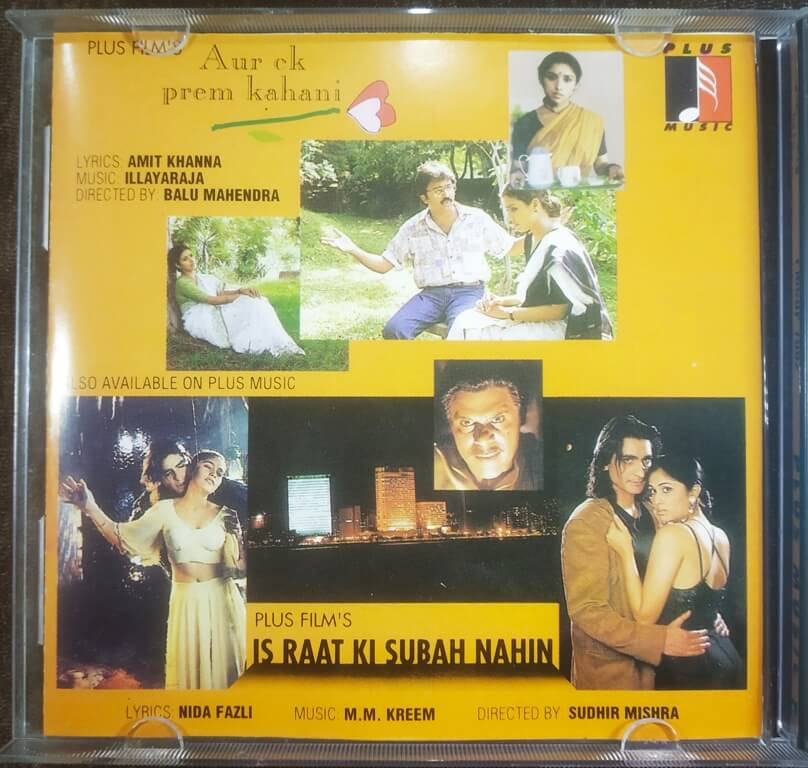 PLUS FILM'S
Aur ek
prem kahani
PLUS
MUSIC
LYRICS: AMIT KHANNA
MUSIC: ILLAYARAJA
DIRECTED BY: BALU MAHENDRA
ALSO AVAILABLE ON PLUS MUSIC
PLUS FILM'S
IS RAAT KI SUBAH NAHIN
LYRICS: NIDA FAZLI
MUSIC: M.M. KREEM
DIRECTED BY: SUDHIR MISHRA